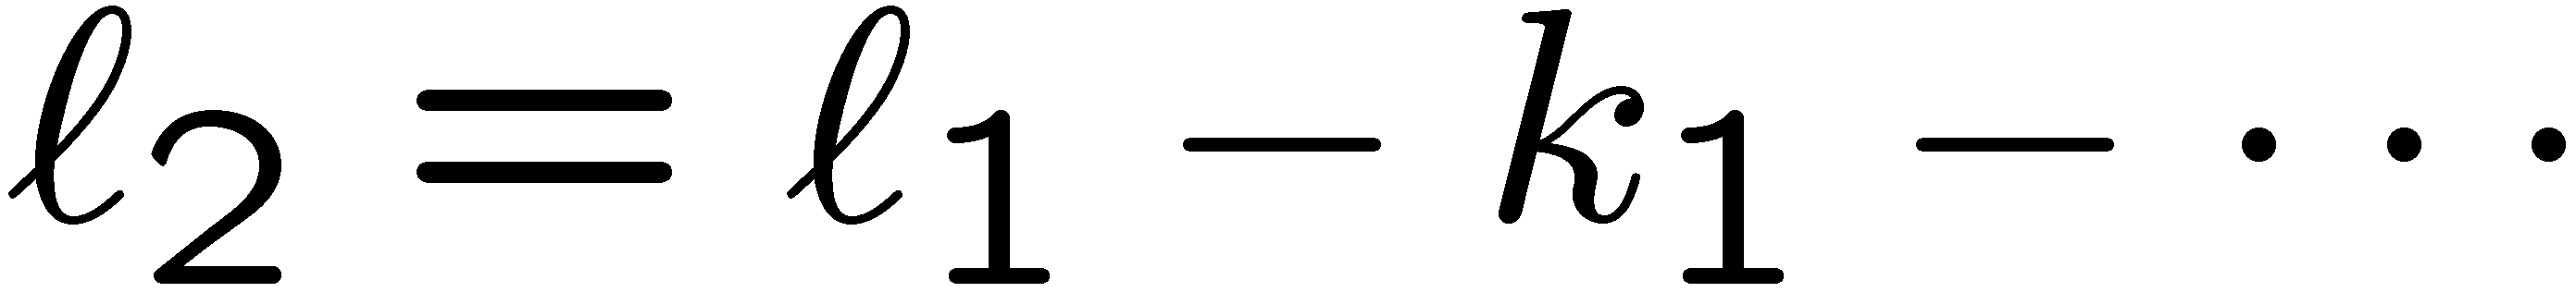 ℓ₂ = ℓ₁ − k₁ − ⋯